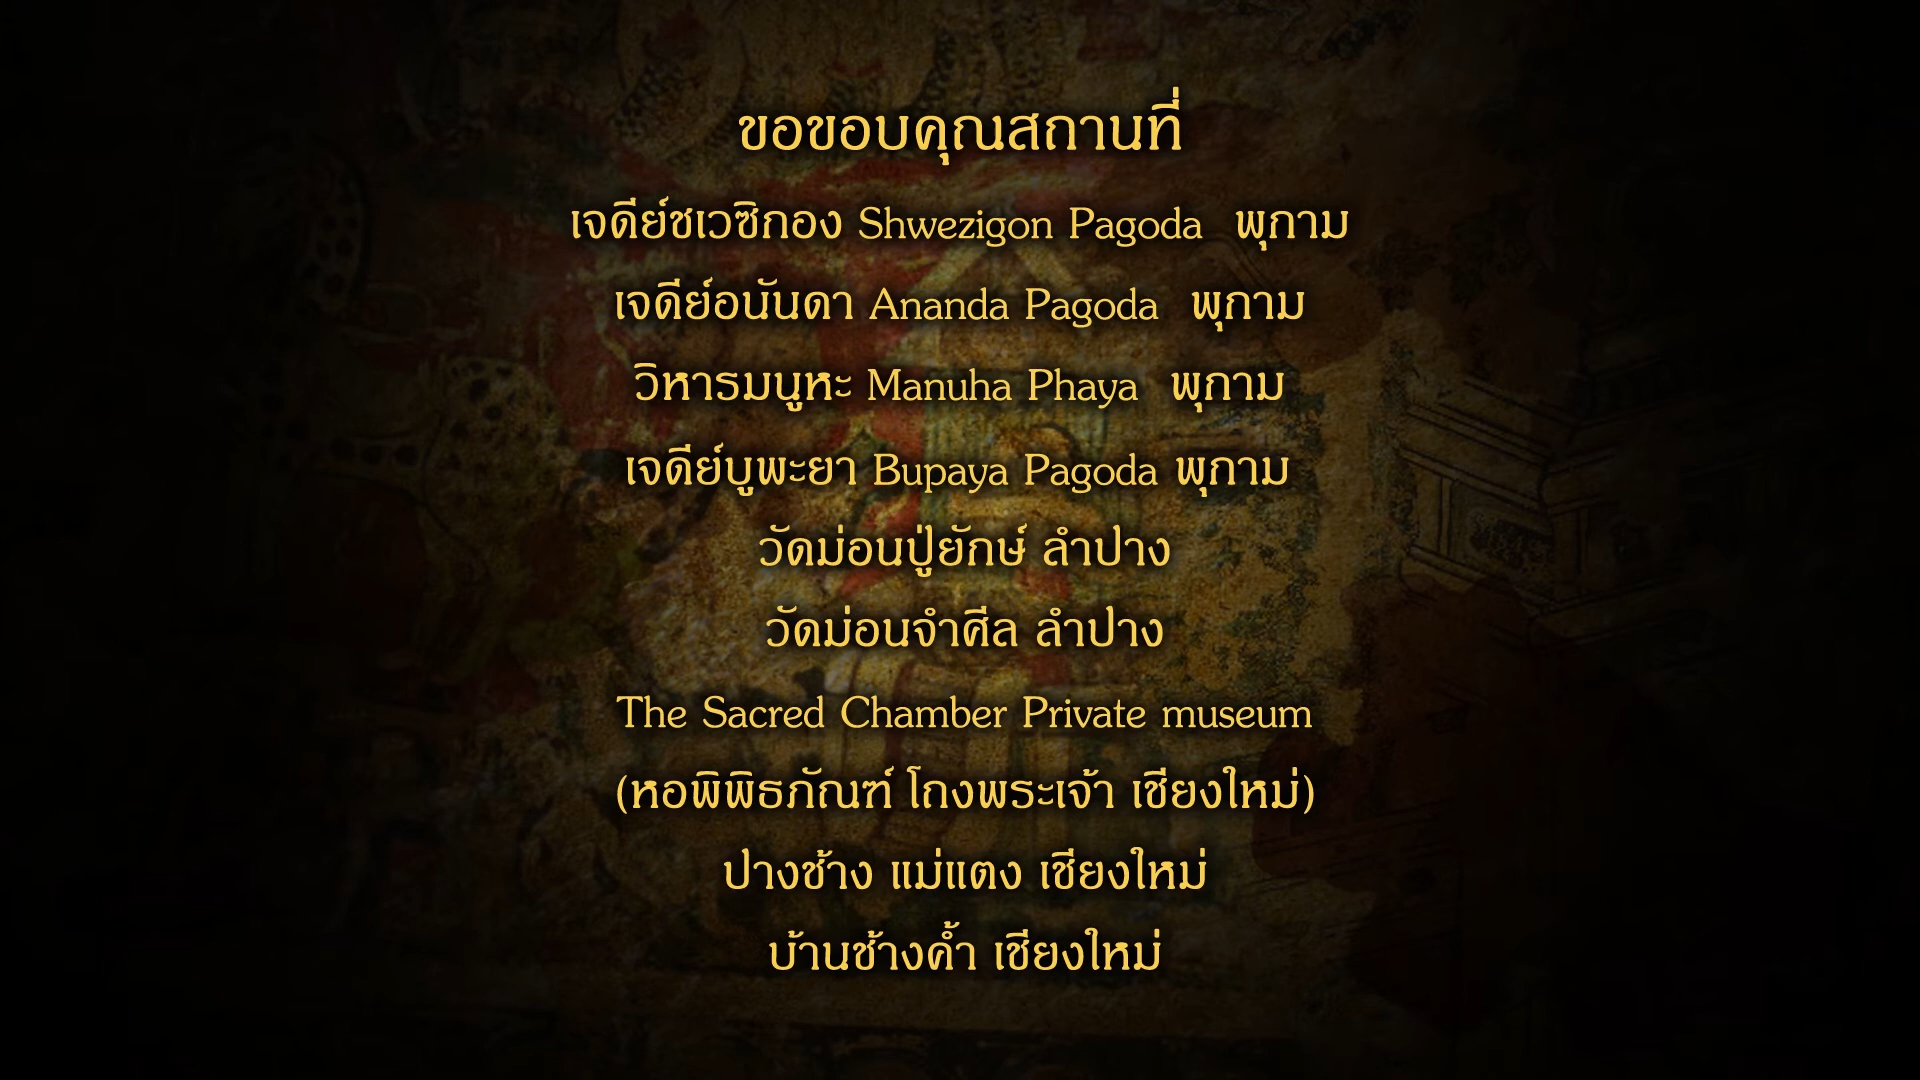 ขอขอบคุณสถานที่
เจดีย์ชเวซิกอง Shwezigon Pagoda พุกาม
เจดีย์อนันดา Ananda Pagoda พุกาม
วิหารมนูหะ Manuha Phaya พุกาม
เจดีย์บูพะยา Bupaya Pagoda พุกาม
วัดม่อนปู่ยักษ์ ลำปาง
วัดม่อนจำศีล ลำปาง
The Sacred Chamber Private museum
(หอพิพิธภัณฑ์ โถงพระเจ้า เชียงใหม่)
ปางช้าง แม่แตง เชียงใหม่
บ้านช้างค้ำ เชียงใหม่